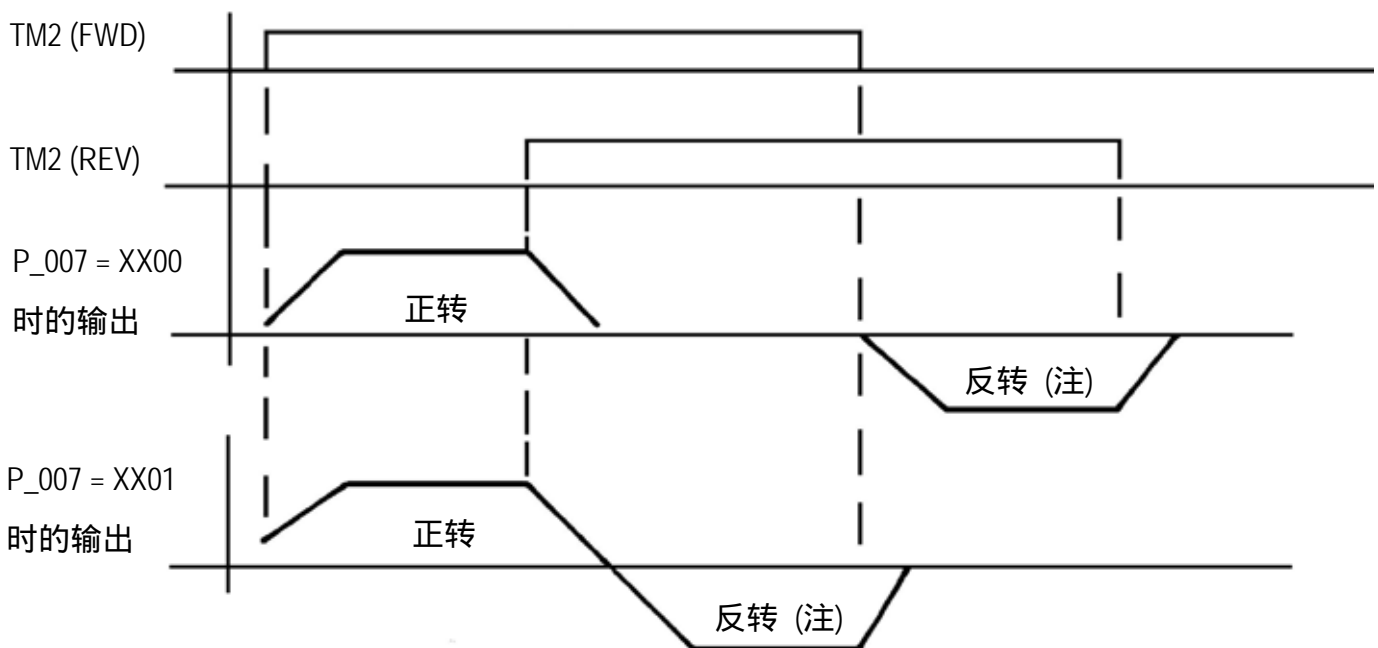 TM2 (FWD)
TM2 (REV)
P_007 = XX00
时的输出
正转
反转 (注)
P_007 = XX01
时的输出
正转
反转 (注)